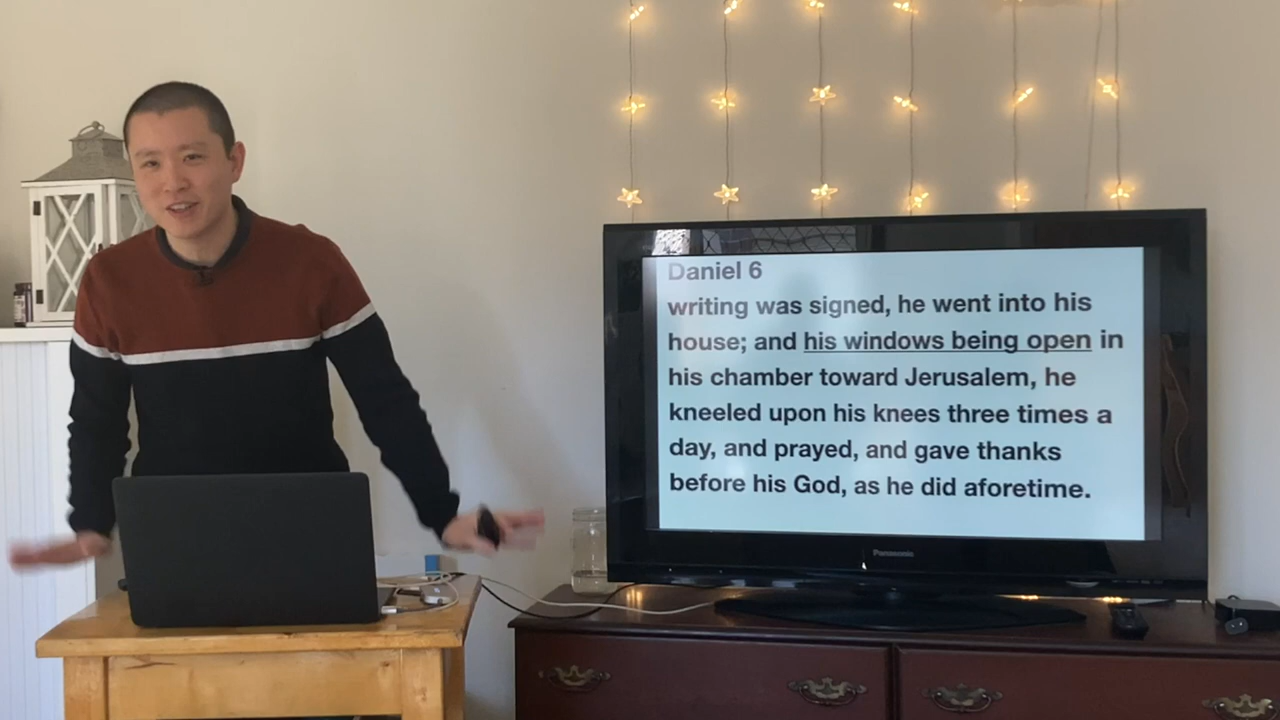 Daniel 6
writing was signed, he went into his
house; and his windows being open in
his chamber toward Jerusalem, he
kneeled upon his knees three times a
day, and prayed, and gave thanks
before his God, as he did aforetime.
Panasonic